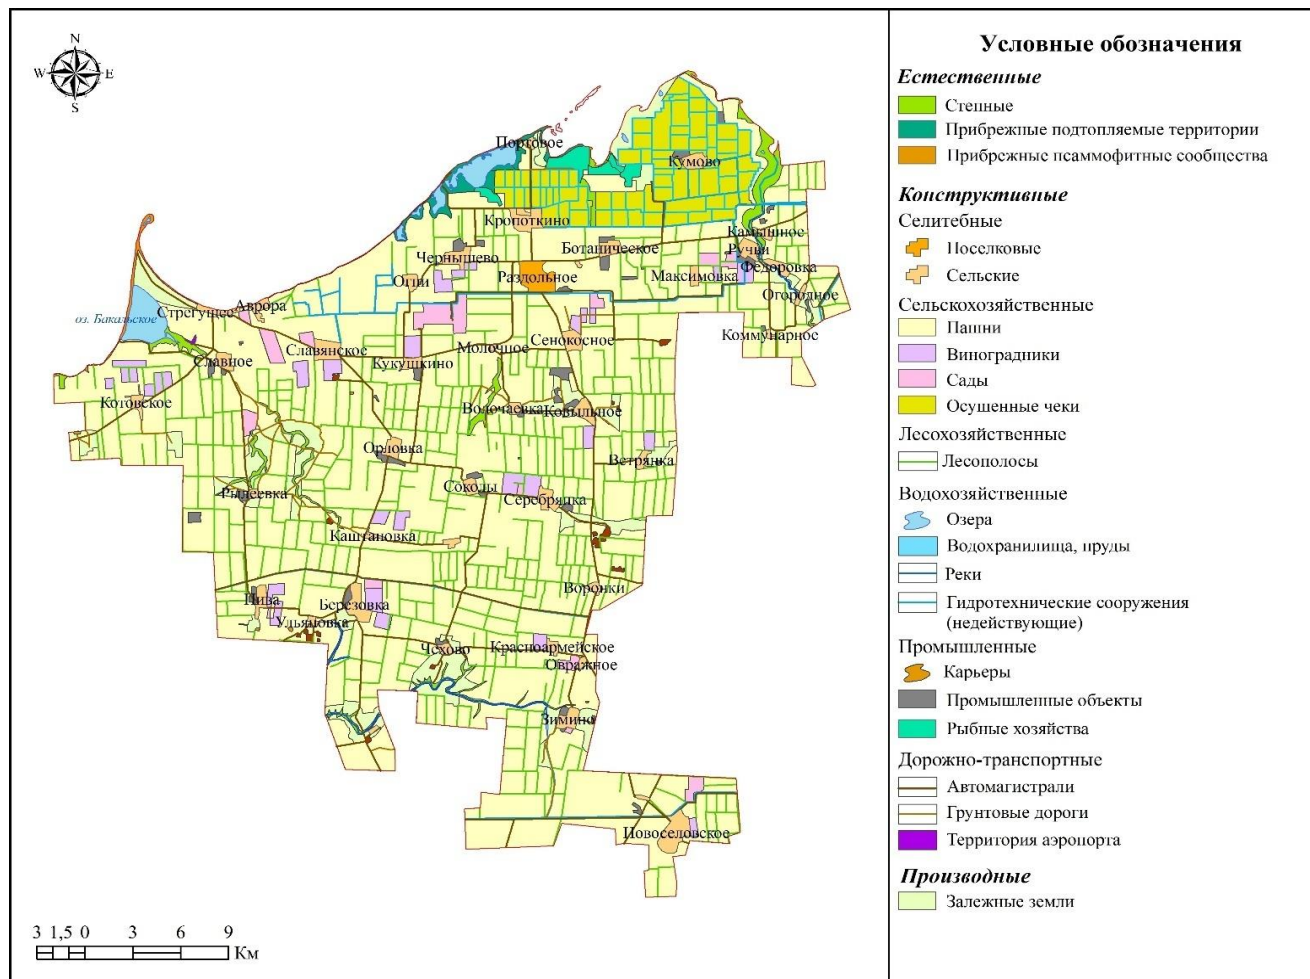 N
W E
S
Портовое
Кумово
Кропоткино
Камышное
Ботаническое
Ручьи
Чернышево
Федоровка
Раздольное
Максимовка
Огни
Огородное
Аврора
Стерегущее
оз. Бакальское
Коммунарное
Сенокосное
Молочное
Славянское
Славное
Кукушкино
Котовское
Волочаевка
Ковыльное
Орловка
Ветрянка
Соколы
Рылеевка
Серебрянка
Каштановка
Воронки
Нива
Березовка
Ульяновка
Чехово
Красноармейское
Овражное
Зимино
Новоселовское
3 1,5 0 3 6 9
Км
Условные обозначения
Естественные
Степные
Прибрежные подтопляемые территории
Прибрежные псаммофитные сообщества
Конструктивные
Селитебные
Поселковые
Сельские
Сельскохозяйственные
Пашни
Виноградники
Сады
Осушенные чеки
Лесохозяйственные
Лесополосы
Водохозяйственные
Озера
Водохранилища, пруды
Реки
Гидротехнические сооружения
(недействующие)
Промышленные
Карьеры
Промышленные объекты
Рыбные хозяйства
Дорожно-транспортные
Автомагистрали
Грунтовые дороги
Территория аэропорта
Производные
Залежные земли